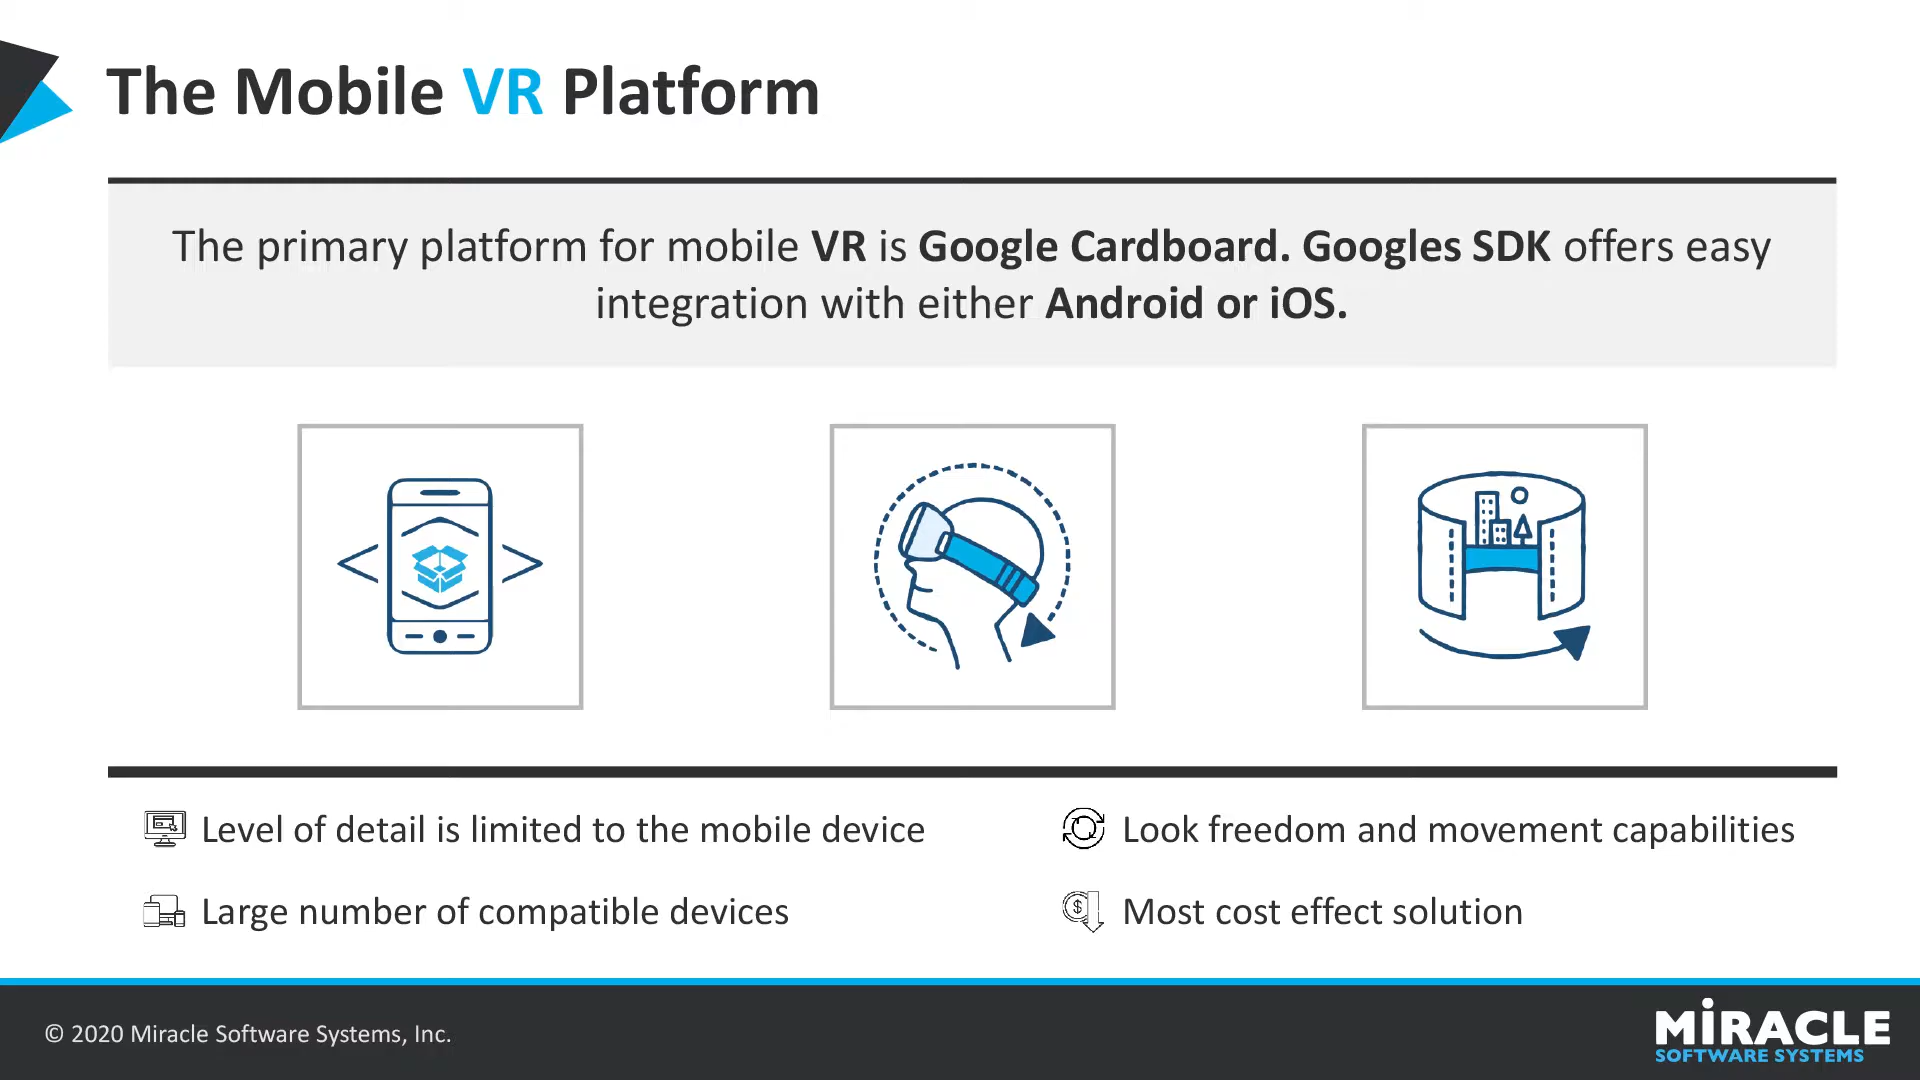 The Mobile VR Platform
The primary platform for mobile VR is Google Cardboard. Googles SDK offers easy
integration with either Android or iOS.
Level of detail is limited to the mobile device
Look freedom and movement capabilities
Large number of compatible devices
Most cost effect solution
© 2020 Miracle Software Systems, Inc.
MiRACLE
SOFTWARE SYSTEMS